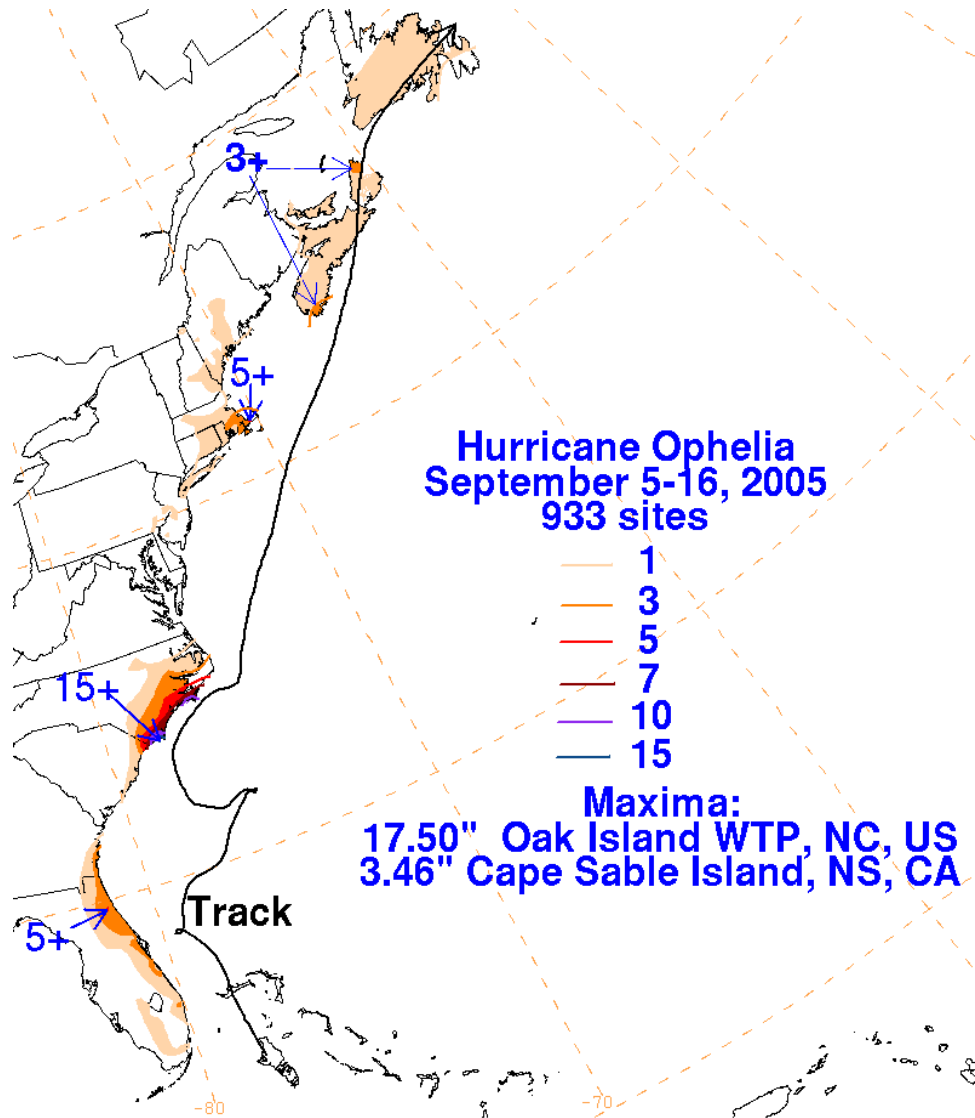 3+
5+
Hurricane Ophelia
September 5-16, 2005
933 sites
1
3
5
7
10
15
15+
Maxima:
17.50" Oak Island WTP, NC, US
3.46" Cape Sable Island, NS, CA
Track
5+
-80
-70